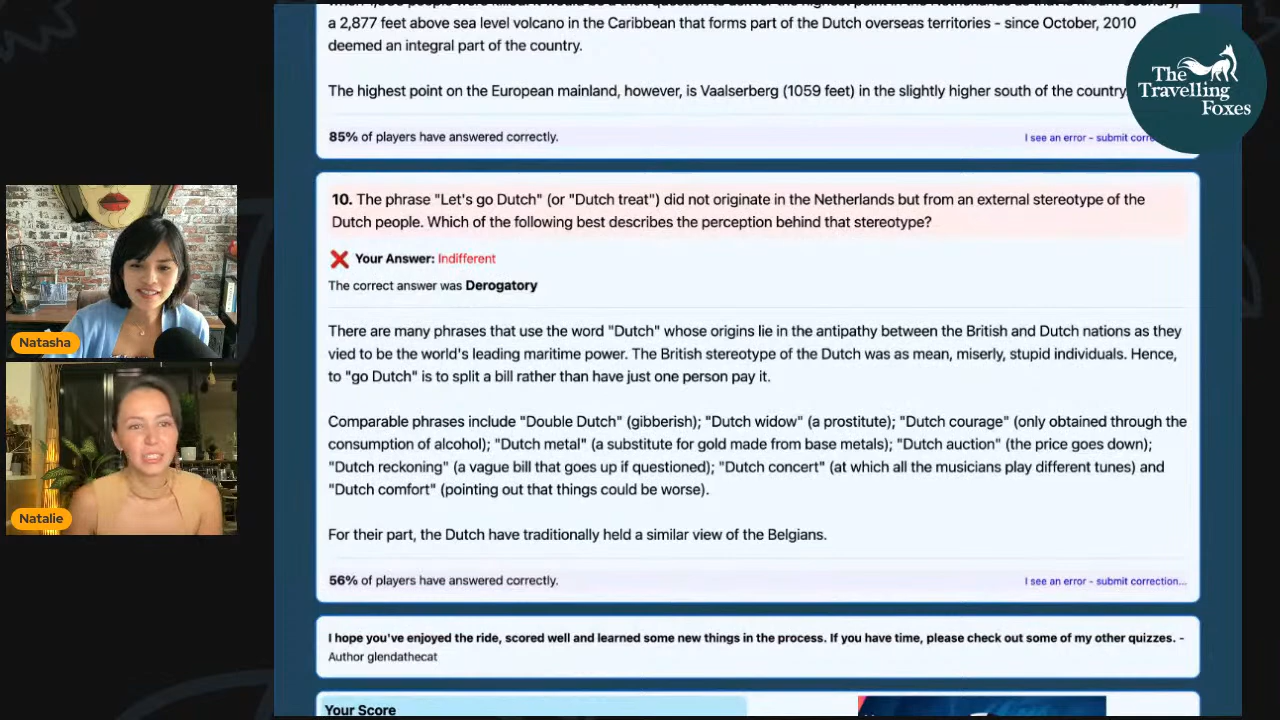 a 2,877 feet above sea level volcano in the Caribbean that forms part of the Dutch overseas territories - since October, 2010
deemed an integral part of the country.
The highest point on the European mainland, however, is Vaalserberg (1059 feet) in the slightly higher south of the country.
85% of players have answered correctly.
I see an error - submit
The
Travelling
Foxes
10. The phrase "Let's go Dutch" (or "Dutch treat") did not originate in the Netherlands but from an external stereotype of the
Dutch people. Which of the following best describes the perception behind that stereotype?
Your Answer: Indifferent
The correct answer was Derogatory
There are many phrases that use the word "Dutch" whose origins lie in the antipathy between the British and Dutch nations as they
vied to be the world's leading maritime power. The British stereotype of the Dutch was as mean, miserly, stupid individuals. Hence,
to "go Dutch" is to split a bill rather than have just one person pay it.
Comparable phrases include "Double Dutch" (gibberish); "Dutch widow" (a prostitute); "Dutch courage" (only obtained through the
consumption of alcohol); "Dutch metal" (a substitute for gold made from base metals); "Dutch auction" (the price goes down);
"Dutch reckoning" (a vague bill that goes up if questioned); "Dutch concert" (at which all the musicians play different tunes) and
"Dutch comfort" (pointing out that things could be worse).
For their part, the Dutch have traditionally held a similar view of the Belgians.
56% of players have answered correctly.
I see an error - submit correction...
I hope you've enjoyed the ride, scored well and learned some new things in the process. If you have time, please check out some of my other quizzes. -
Author glendathecat
Your Score
Natasha
Natalie